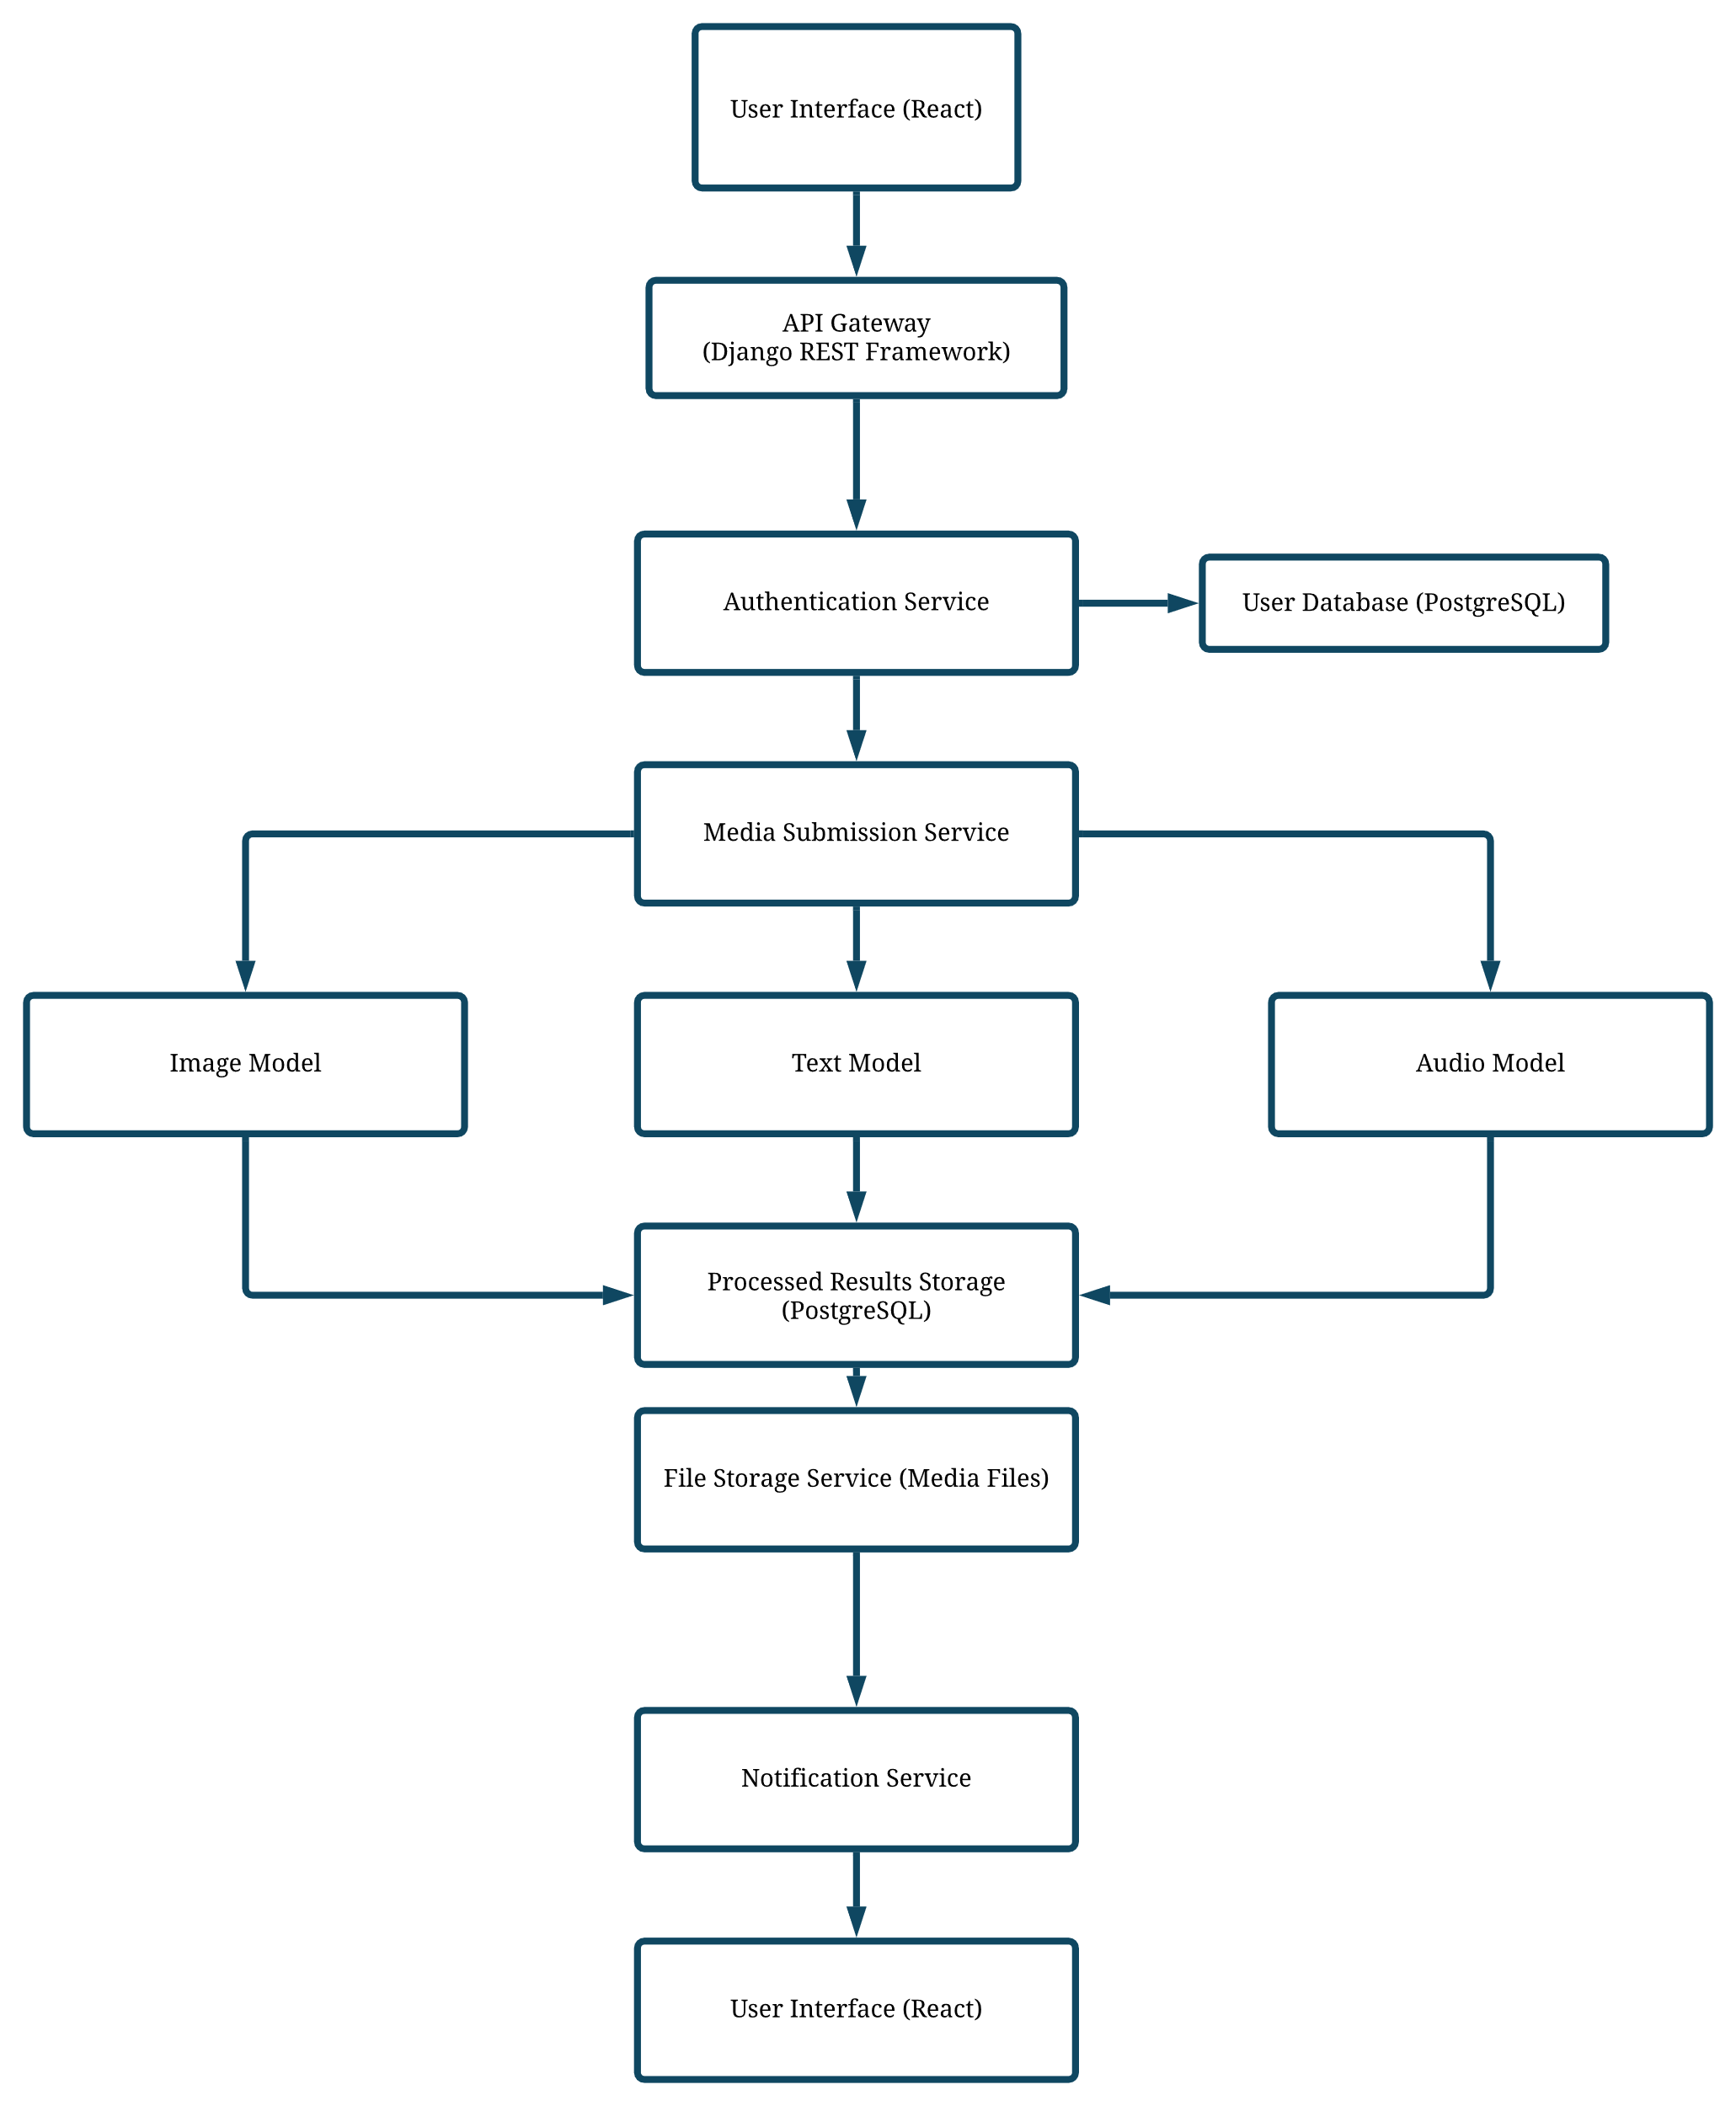 User Interface (React)
API Gateway
(Django REST Framework)
Authentication Service
User Database (PostgreSQL)
Media Submission Service
Image Model
Text Model
Audio Model
Processed Results Storage
(PostgreSQL)
File Storage Service (Media Files)
Notification Service
User Interface (React)